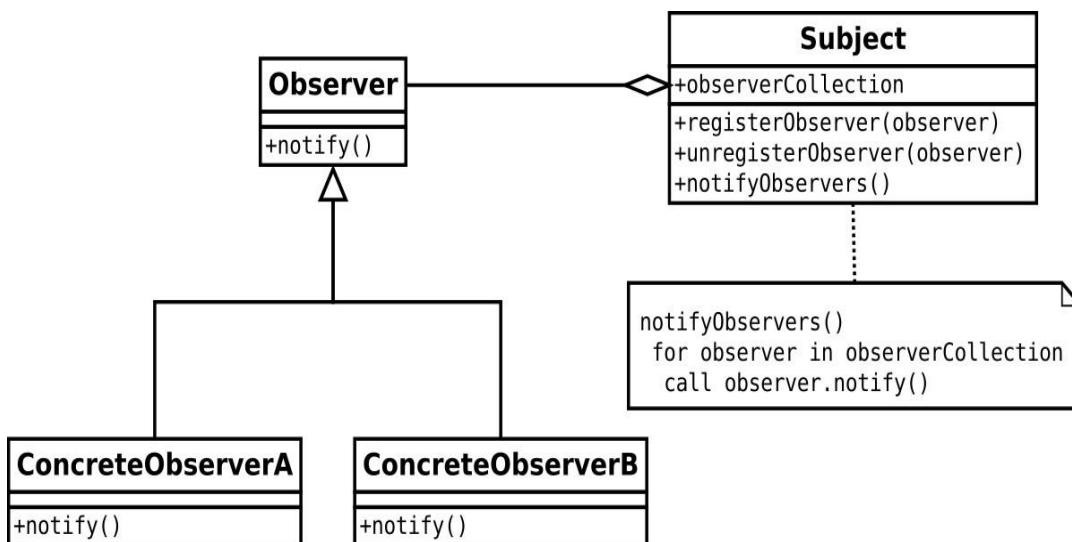 Observer
+notify()
Subject
+observerCollection
+registerObserver(observer)
+unregisterObserver(observer)
+notifyObservers()
notifyObservers()
for observer in observerCollection
call observer.notify()
ConcreteObserverA
+notify()
ConcreteObserverB
+notify()